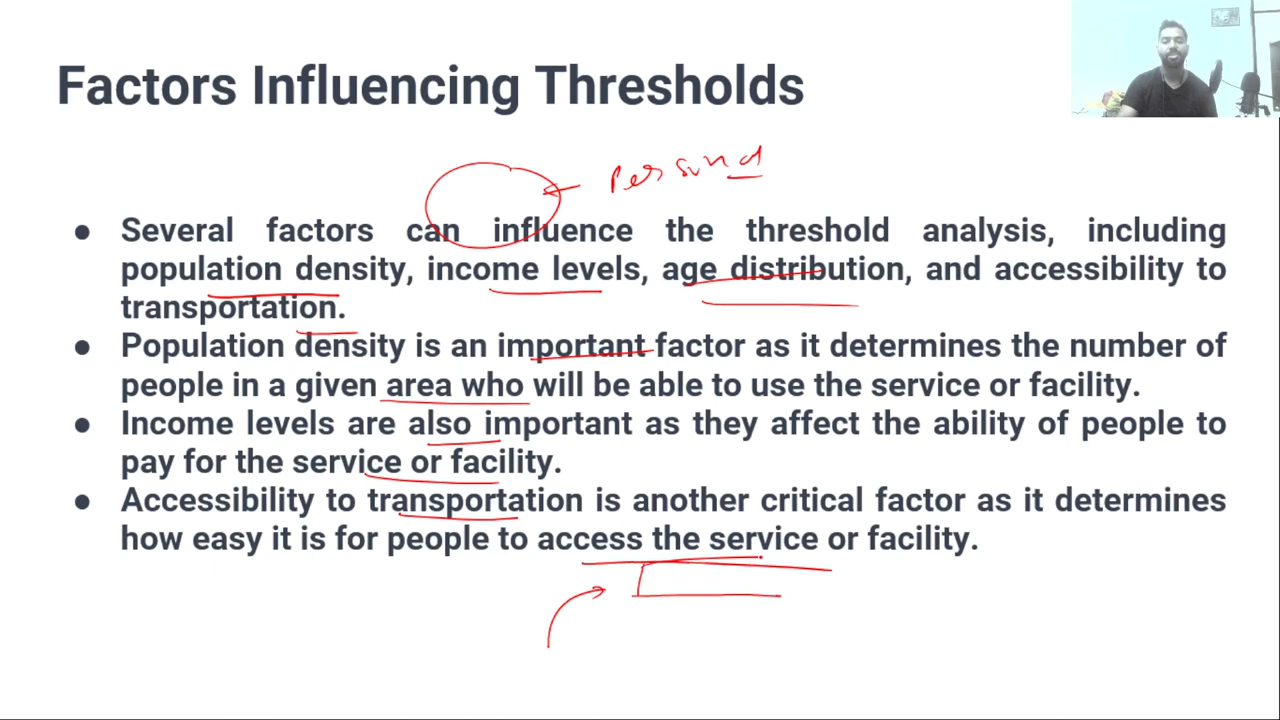 Factors Influencing Thresholds
● Several factors can influence the threshold analysis, including
population density, income levels, age distribution, and accessibility to
transportation.
● Population density is an important factor as it determines the number of
people in a given area who will be able to use the service or facility.
● Income levels are also important as they affect the ability of people to
pay for the service or facility.
● Accessibility to transportation is another critical factor as it determines
how easy it is for people to access the service or facility.